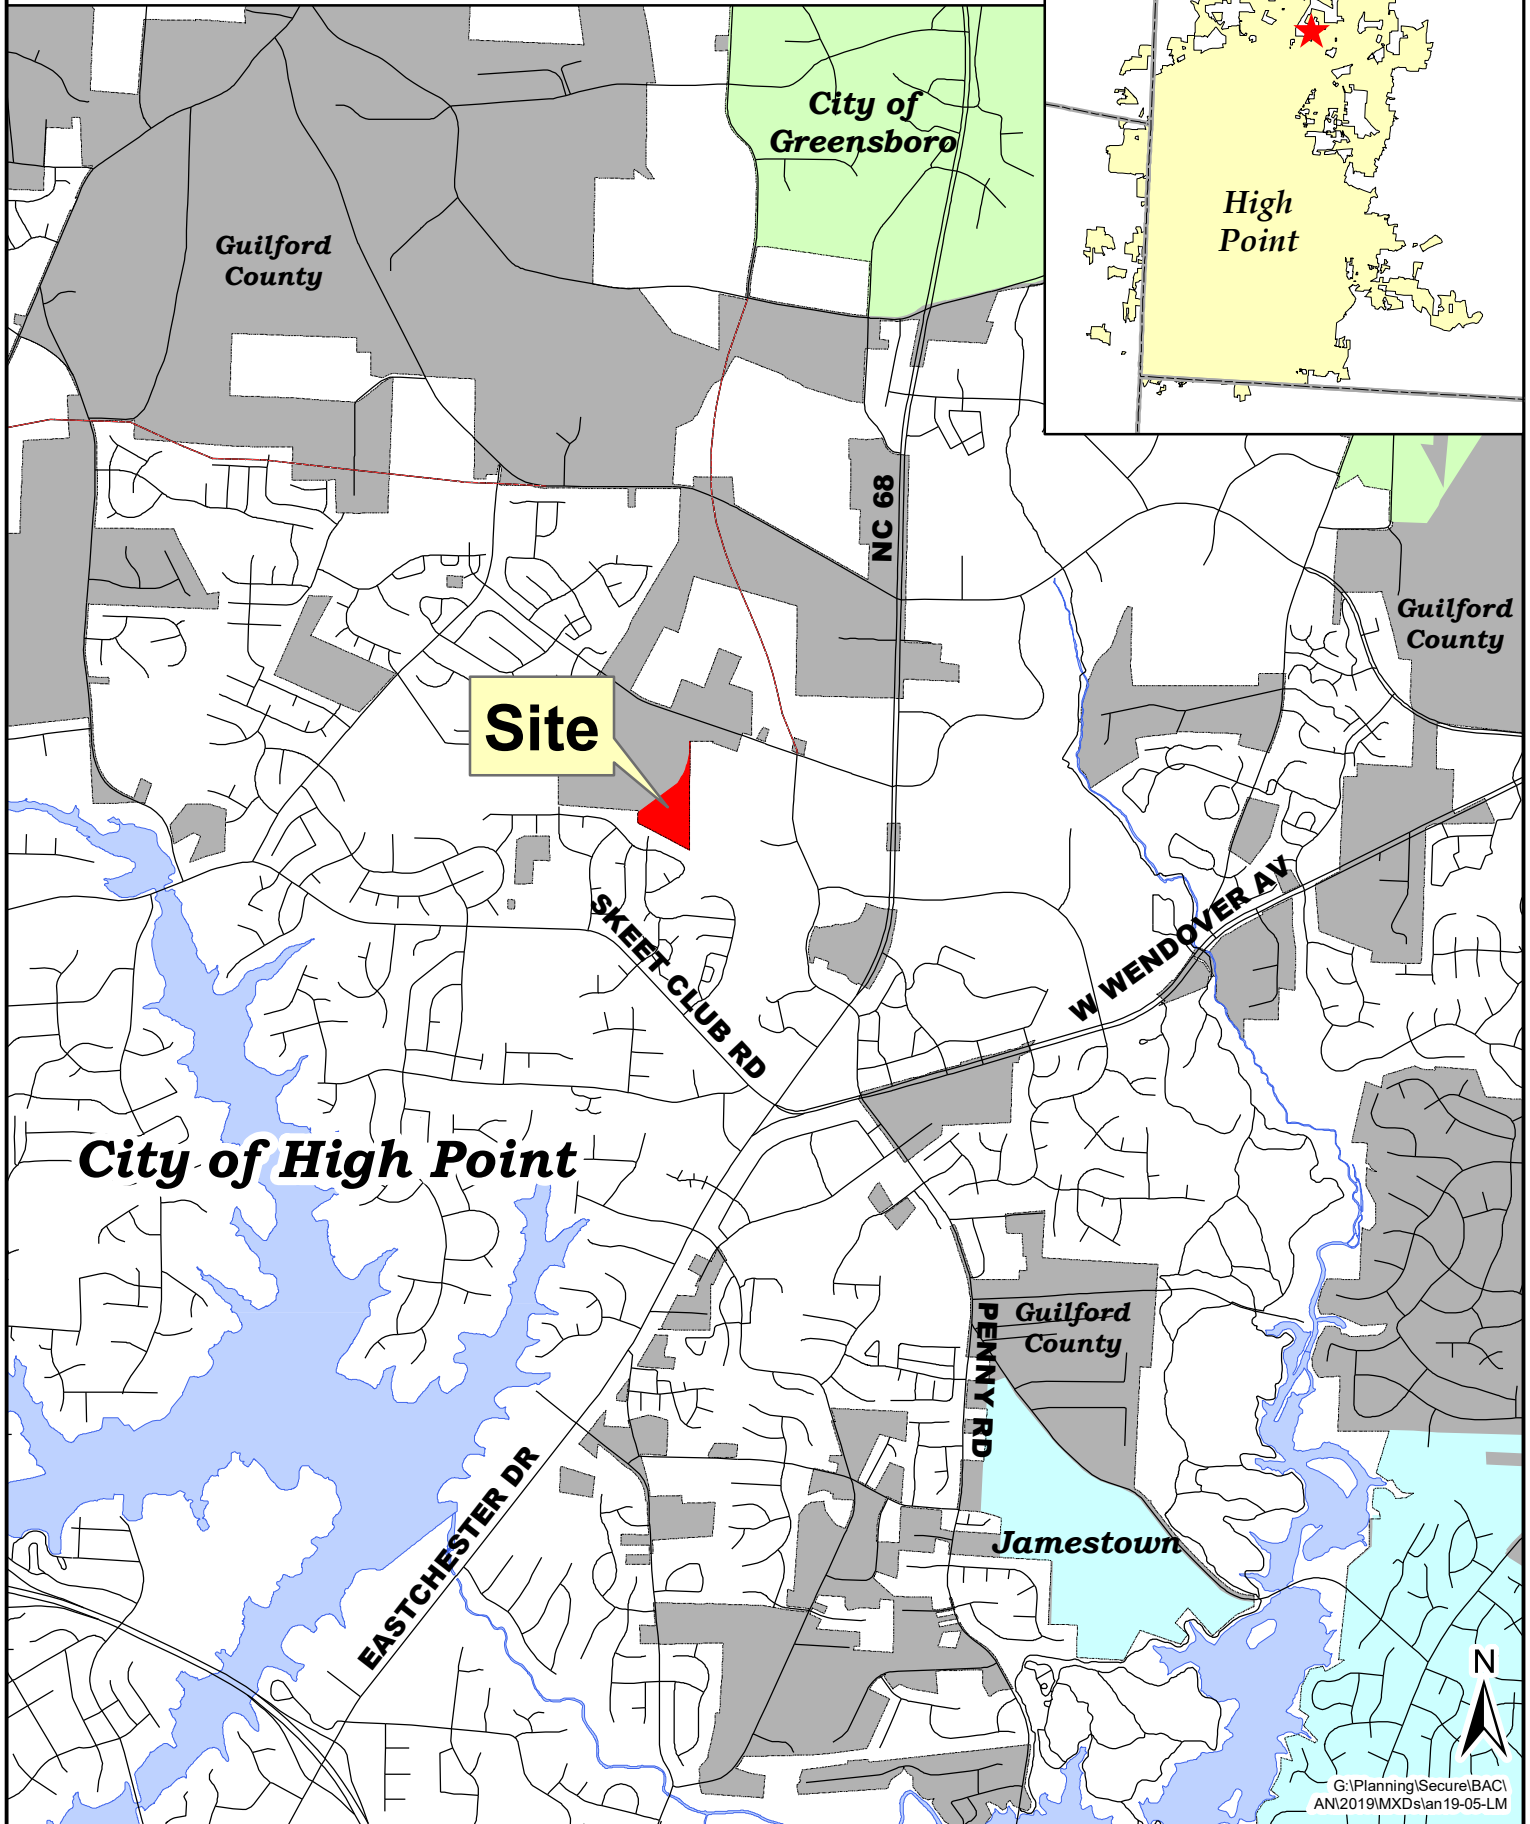 City of
Greensboro
High
Point
Guilford
County
NC 68
Guilford
County
Site
W WENDOVER AV
SKEET CLUB RD
City of High Point
PENNY RD
Guilford
County
EASTCHESTER DR
Jamestown
N
G:\Planning\Secure\BAC\
AN\2019\MXDs\an19-05-LM